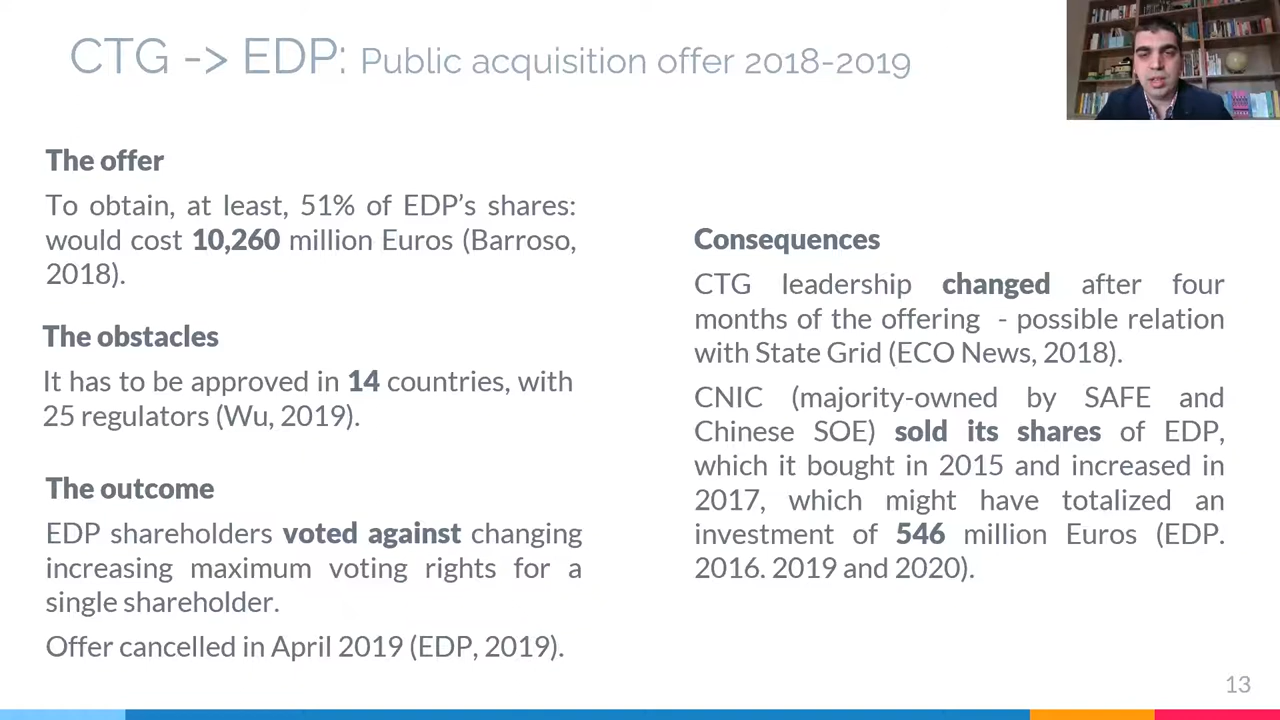 CTG -> EDP: Public acquisition offer 2018-2019
The offer
To obtain, at least, 51% of EDP’s shares:
would cost 10,260 million Euros (Barroso,
2018).
The obstacles
It has to be approved in 14 countries, with
25 regulators (Wu, 2019).
The outcome
EDP shareholders voted against changing
increasing maximum voting rights for a
single shareholder.
Offer cancelled in April 2019 (EDP, 2019).
Consequences
CTG leadership changed after four
months of the offering - possible relation
with State Grid (ECO News, 2018).
CNIC (majority-owned by SAFE and
Chinese SOE) sold its shares of EDP,
which it bought in 2015 and increased in
2017, which might have totalized an
investment of 546 million Euros (EDP.
2016. 2019 and 2020).
13